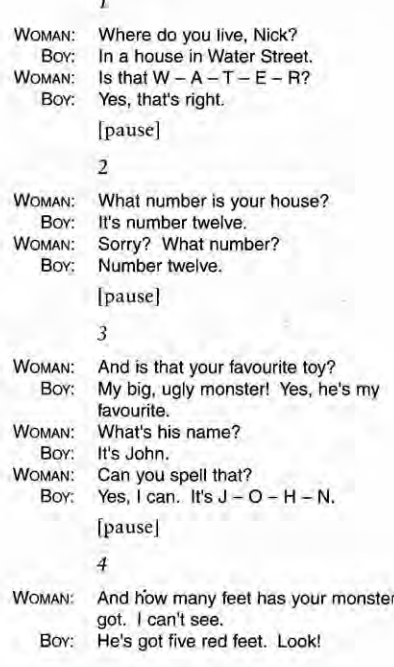 1
WOMAN: Where do you live, Nick?
BOY: In a house in Water Street.
WOMAN: Is that W – A – T – E – R?
BOY: Yes, that's right.
[pause]
2
WOMAN: What number is your house?
BOY: It's number twelve.
WOMAN: Sorry? What number?
BOY: Number twelve.
[pause]
3
WOMAN: And is that your favourite toy?
BOY: My big, ugly monster! Yes, he's my
favourite.
WOMAN: What's his name?
BOY: It's John.
WOMAN: Can you spell that?
BOY: Yes, I can. It's J – O – H – N.
[pause]
4
WOMAN: And how many feet has your monster
got. I can't see.
BOY: He's got five red feet. Look!